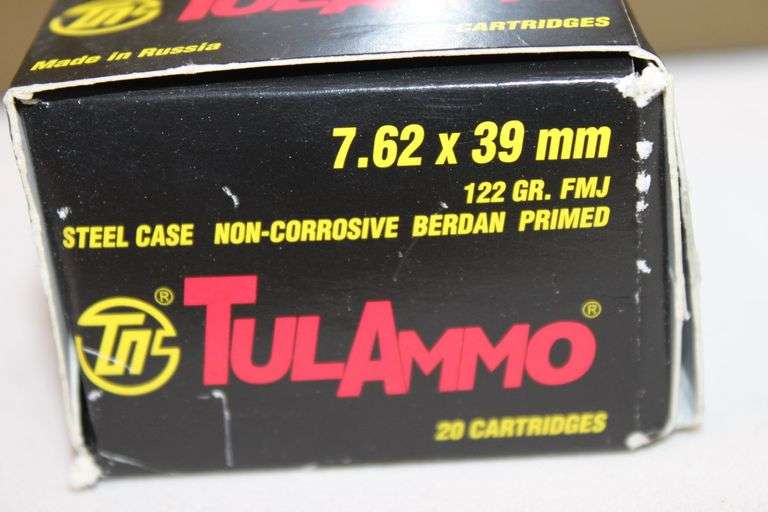 TULAMMO
CARTRIDGES
Made in Russia
7.62 x 39 mm
122 GR. FMJ
STEEL CASE NON-CORROSIVE BERDAN PRIMED
® TULAMMO ®
20 CARTRIDGES